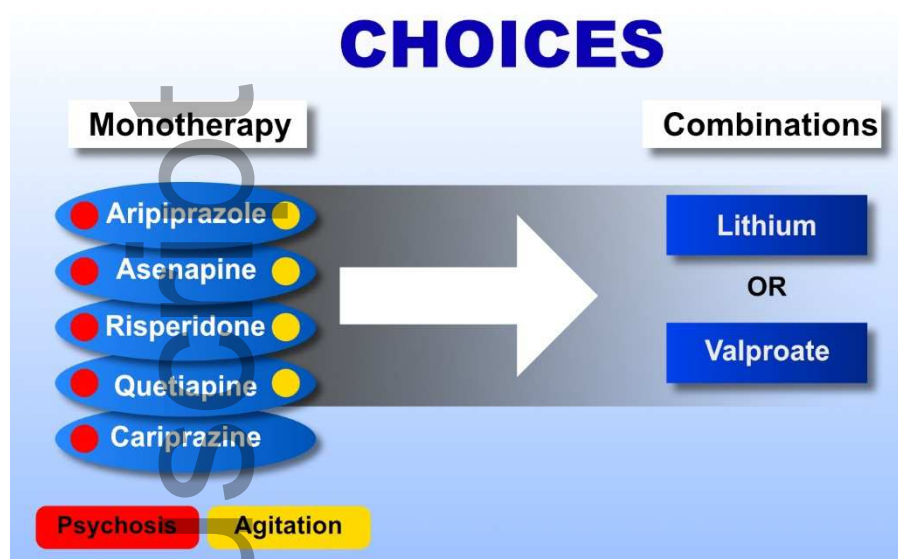 CHOICES
Monotherapy
Combinations
Aripiprazole
Asenapine
Risperidone
Quetiapine
Cariprazine
Lithium
OR
Valproate
Psychosis
Agitation